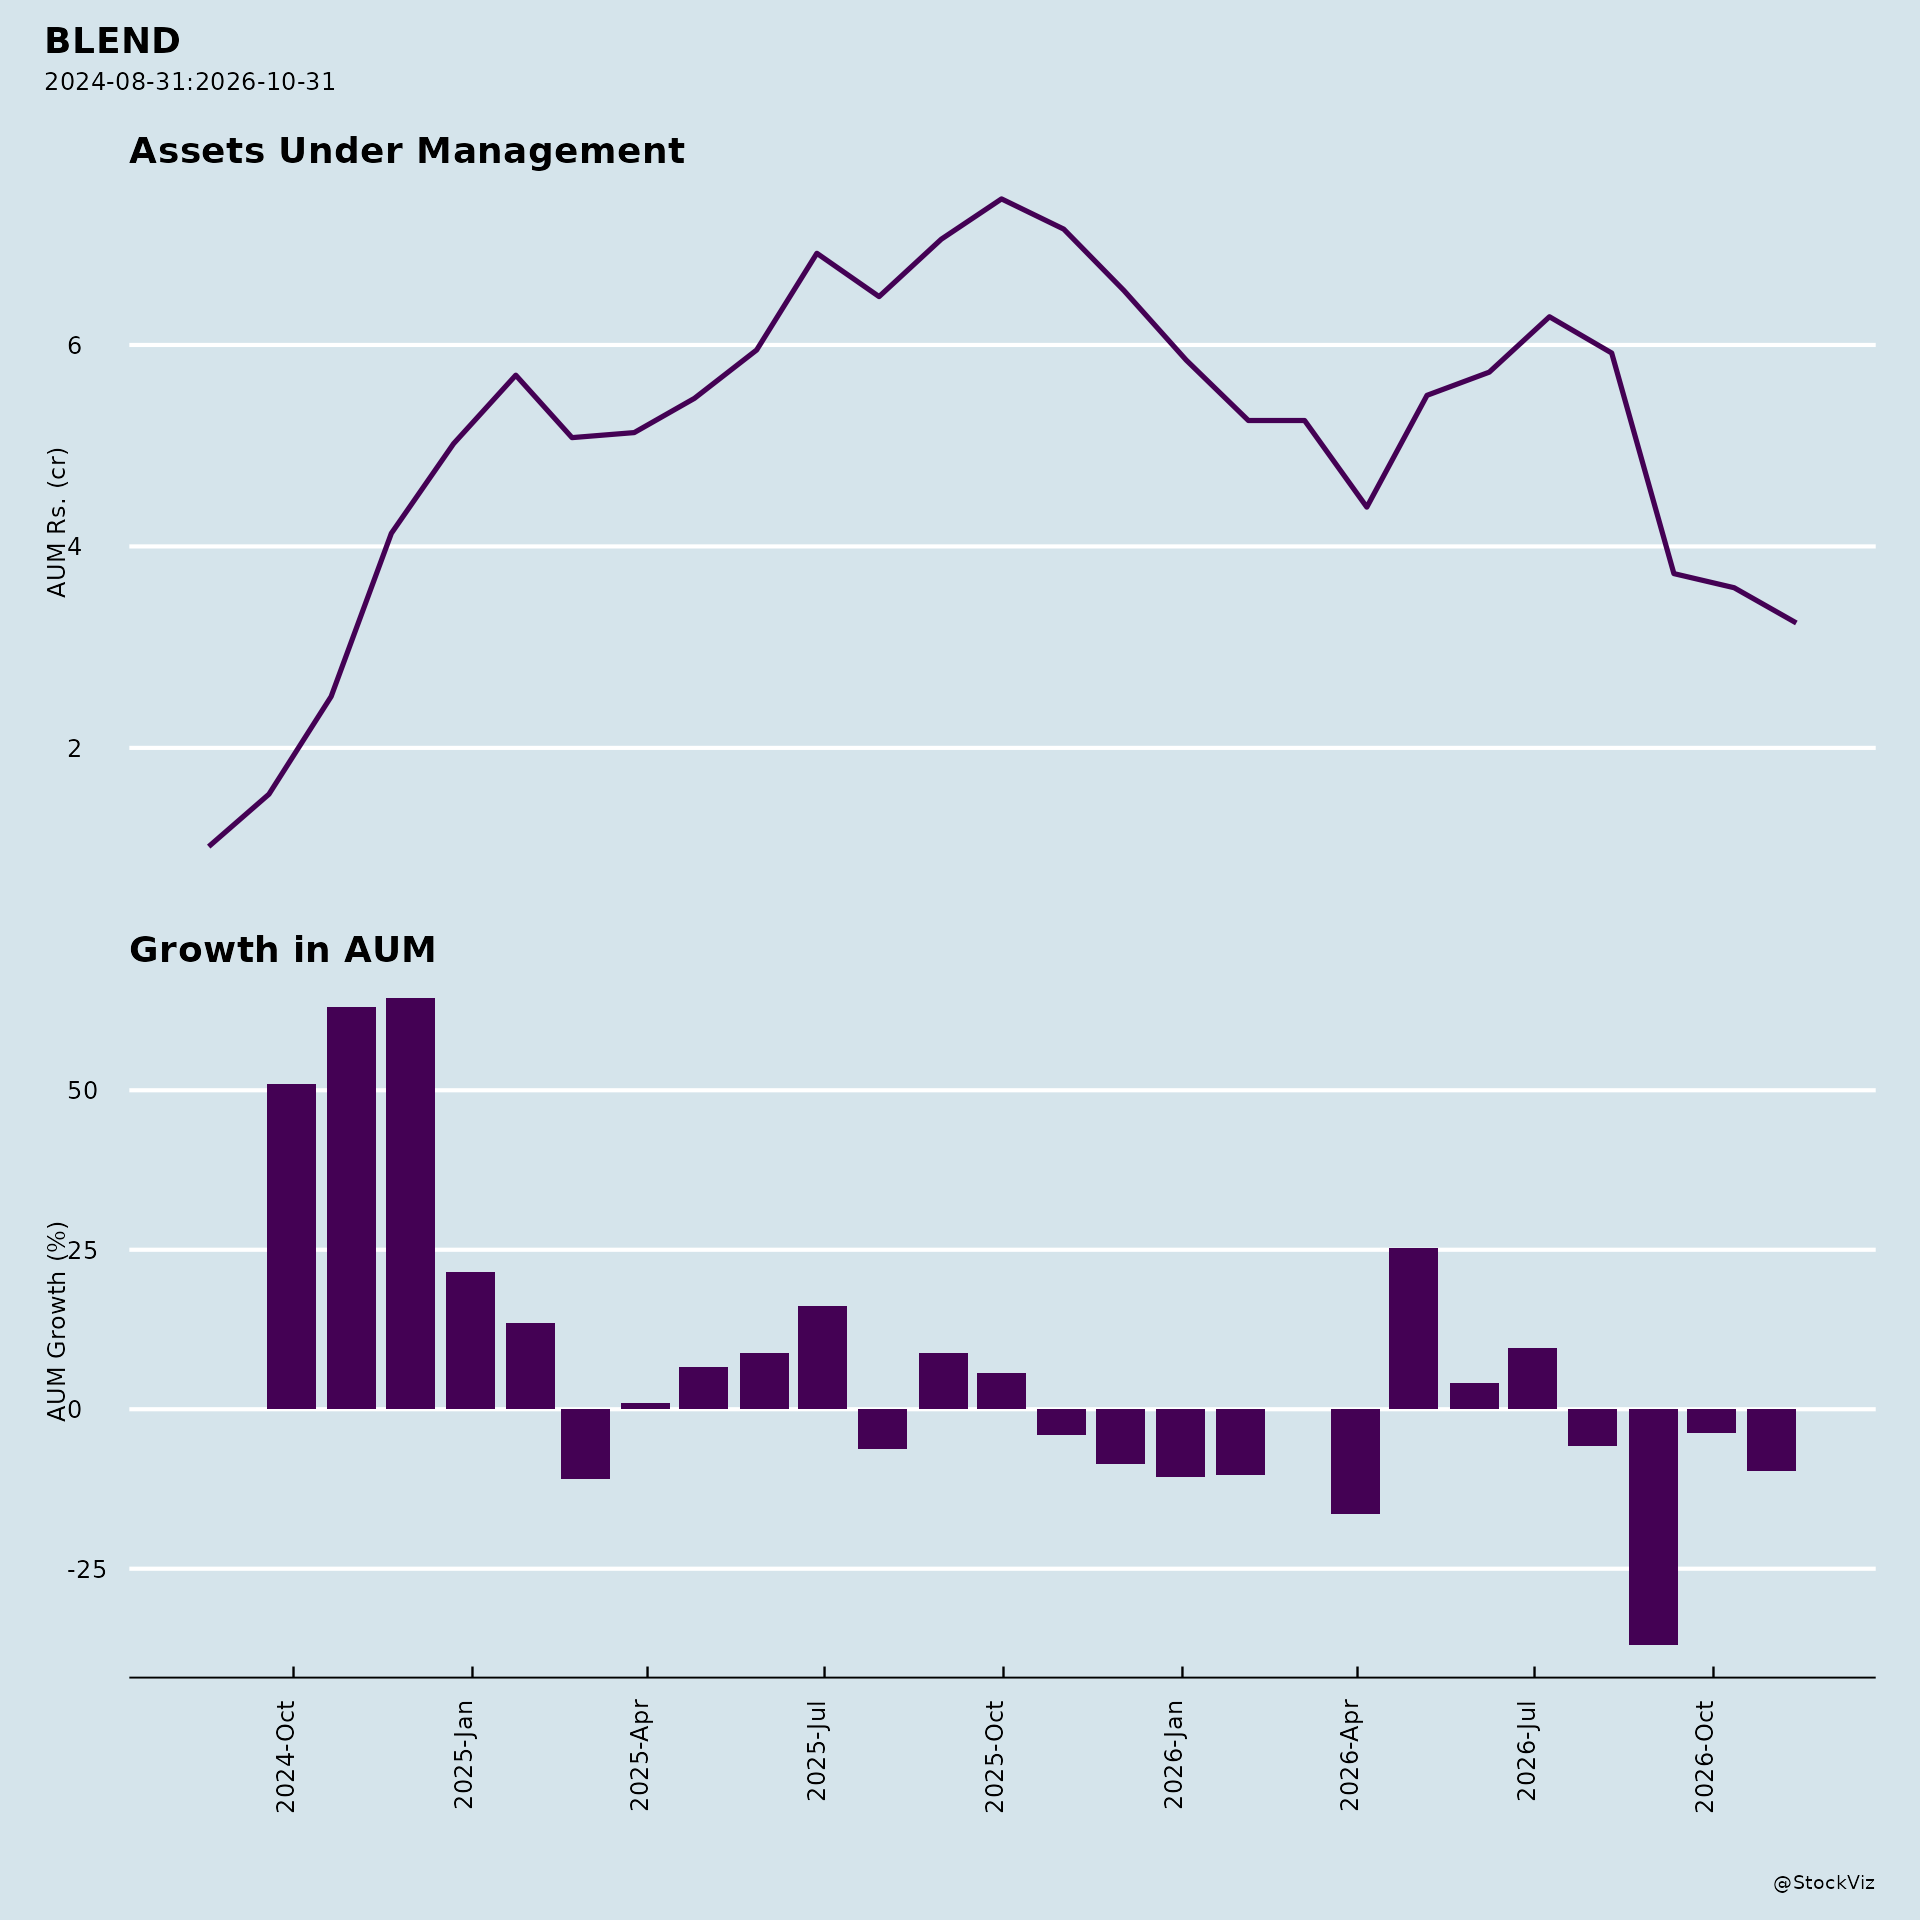 BLEND
2024-08-31:2026-10-31
Assets Under Management
6
4
2
AUM Rs. (cr)
Growth in AUM
50
25
0
-25
AUM Growth (%)
2024-Oct
2025-Jan
2025-Apr
2025-Jul
2025-Oct
2026-Jan
2026-Apr
2026-Jul
2026-Oct
@StockViz